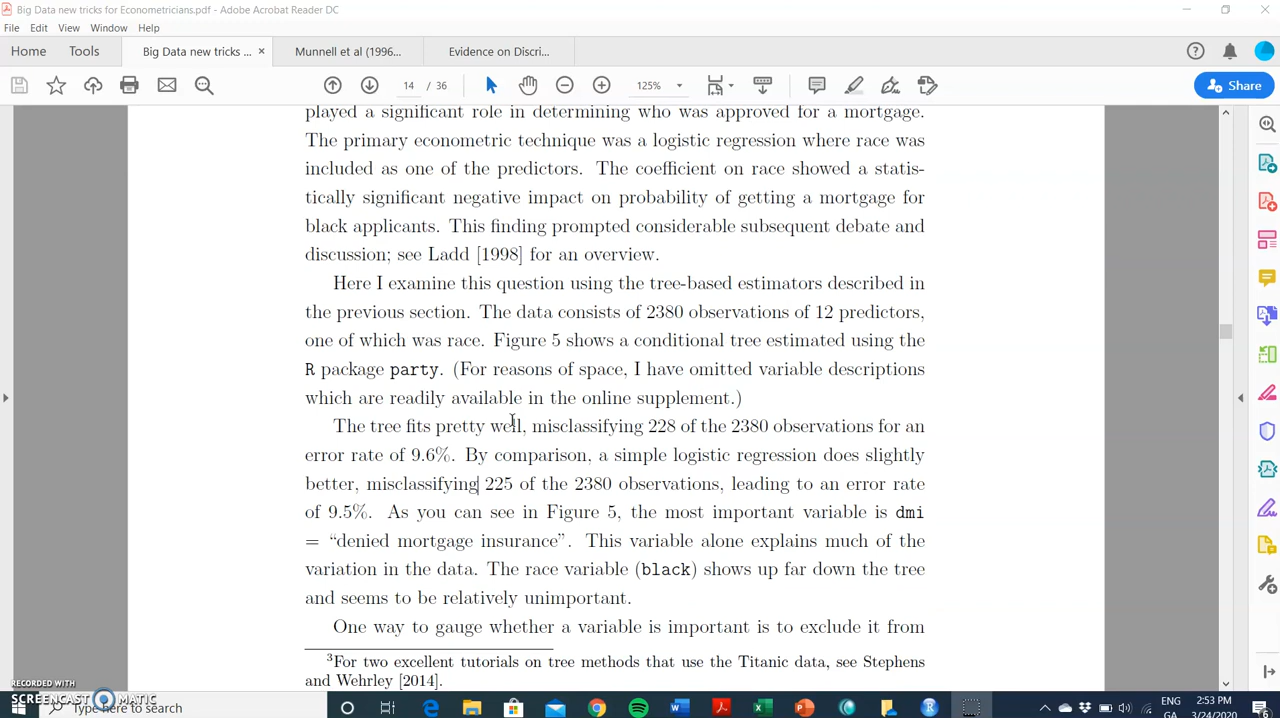 Big Data new tricks for Econometricians.pdf - Adobe Acrobat Reader DC
File Edit View Window Help
Home Tools Big Data new tricks ... × Munnell et al (1996... Evidence on Discri...
14 / 36 125% Share
played a significant role in determining who was approved for a mortgage.
The primary econometric technique was a logistic regression where race was
included as one of the predictors. The coefficient on race showed a statis-
tically significant negative impact on probability of getting a mortgage for
black applicants. This finding prompted considerable subsequent debate and
discussion; see Ladd [1998] for an overview.
Here I examine this question using the tree-based estimators described in
the previous section. The data consists of 2380 observations of 12 predictors,
one of which was race. Figure 5 shows a conditional tree estimated using the
R package party. (For reasons of space, I have omitted variable descriptions
which are readily available in the online supplement.)
The tree fits pretty well, misclassifying 228 of the 2380 observations for an
error rate of 9.6%. By comparison, a simple logistic regression does slightly
better, misclassifying 225 of the 2380 observations, leading to an error rate
of 9.5%. As you can see in Figure 5, the most important variable is dmi
= “denied mortgage insurance”. This variable alone explains much of the
variation in the data. The race variable (black) shows up far down the tree
and seems to be relatively unimportant.
One way to gauge whether a variable is important is to exclude it from
3For two excellent tutorials on tree methods that use the Titanic data, see Stephens
and Wehrley [2014].
RECORDED WITH
SCREENCAST MATIC
Type here to search
ENG 2:53 PM
GA 3/24/2020 6